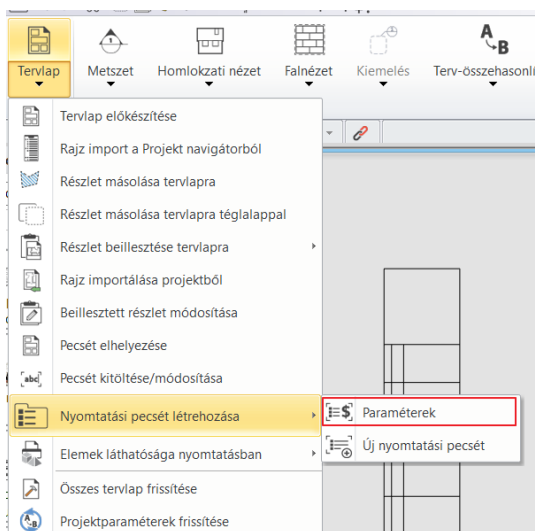 Tervlap
Metszet
Homlokzati nézet
Falnézet
Kiemelés
Terv-összehasonlí
Tervlap előkészítése
Rajz import a Projekt navigátorból
Részlet másolása tervlapra
Részlet másolása tervlapra téglalappal
Részlet beillesztése tervlapra
Rajz importálása projektből
Beillesztett részlet módosítása
Pecsét elhelyezése
[abc] Pecsét kitöltése/módosítása
Nyomtatási pecsét létrehozása
Paraméterek
Új nyomtatási pecsét
Elemek láthatósága nyomtatásban
Összes tervlap frissítése
Projektparaméterek frissítése